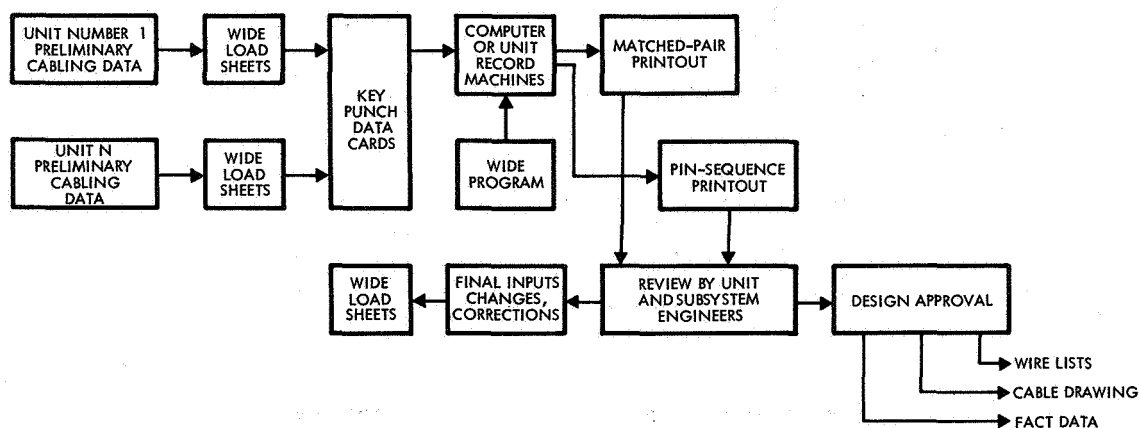 UNIT NUMBER 1
PRELIMINARY
CABLING DATA
WIDE
LOAD
SHEETS
KEY
PUNCH
DATA
CARDS
COMPUTER
OR UNIT
RECORD
MACHINES
MATCHED-PAIR
PRINTOUT
UNIT N
PRELIMINARY
CABLING
DATA
WIDE
LOAD
SHEETS
WIDE
PROGRAM
PIN-SEQUENCE
PRINTOUT
WIDE
LOAD
SHEETS
FINAL INPUTS
CHANGES,
CORRECTIONS
REVIEW BY UNIT
AND SUBSYSTEM
ENGINEERS
DESIGN APPROVAL
WIRE LISTS
CABLE DRAWING
FACT DATA